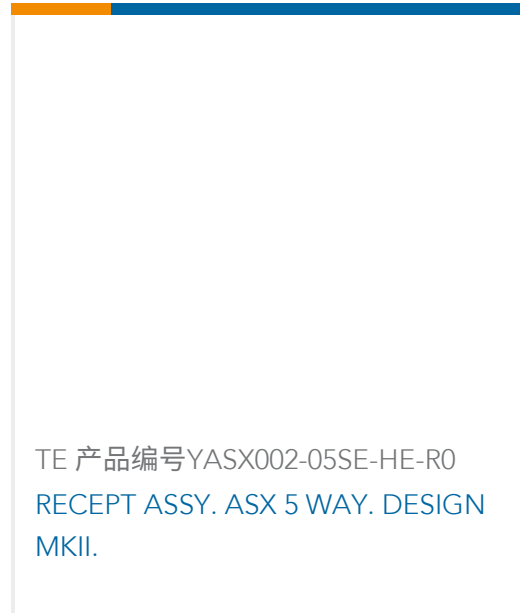 TE 产品编号YASX002-05SE-HE-R0
RECEPT ASSY. ASX 5 WAY. DESIGN
MKII.